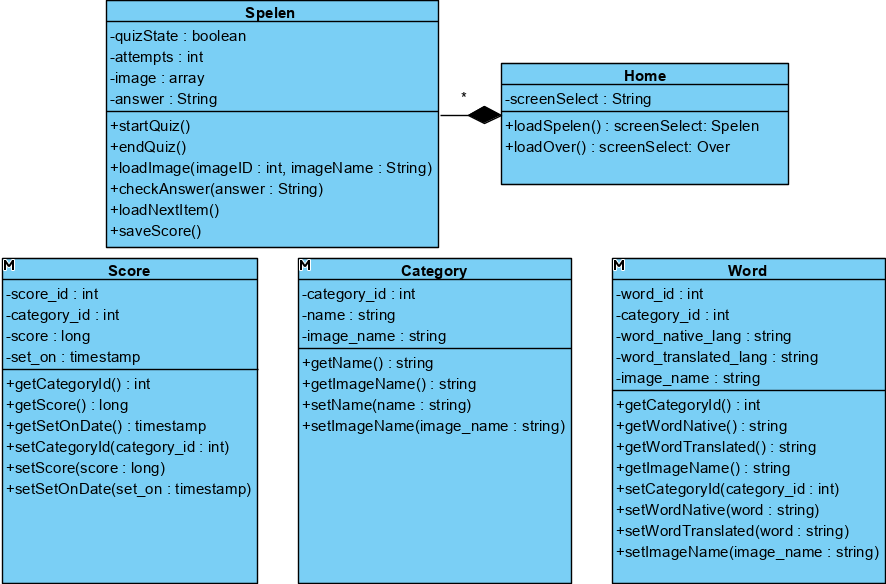 Spelen
-quizState : boolean
-attempts : int
-image : array
-answer : String
+startQuiz()
+endQuiz()
+loadImage(imageID : int, imageName : String)
+checkAnswer(answer : String)
+loadNextItem()
+saveScore()
*
Home
-screenSelect : String
+loadSpelen() : screenSelect: Spelen
+loadOver() : screenSelect: Over
M
Score
-score_id : int
-category_id : int
-score : long
-set_on : timestamp
+getCategoryId() : int
+getScore() : long
+getSetOnDate() : timestamp
+setCategoryId(category_id : int)
+setScore(score : long)
+setSetOnDate(set_on : timestamp)
M
Category
-category_id : int
-name : string
-image_name : string
+getName() : string
+getImageName() : string
+setName(name : string)
+setImageName(image_name : string)
M
Word
-word_id : int
-category_id : int
-word_native_lang : string
-word_translated_lang : string
-image_name : string
+getCategoryId() : int
+getWordNative() : string
+getWordTranslated() : string
+getImageName() : string
+setCategoryId(category_id : int)
+setWordNative(word : string)
+setWordTranslated(word : string)
+setImageName(image_name : string)